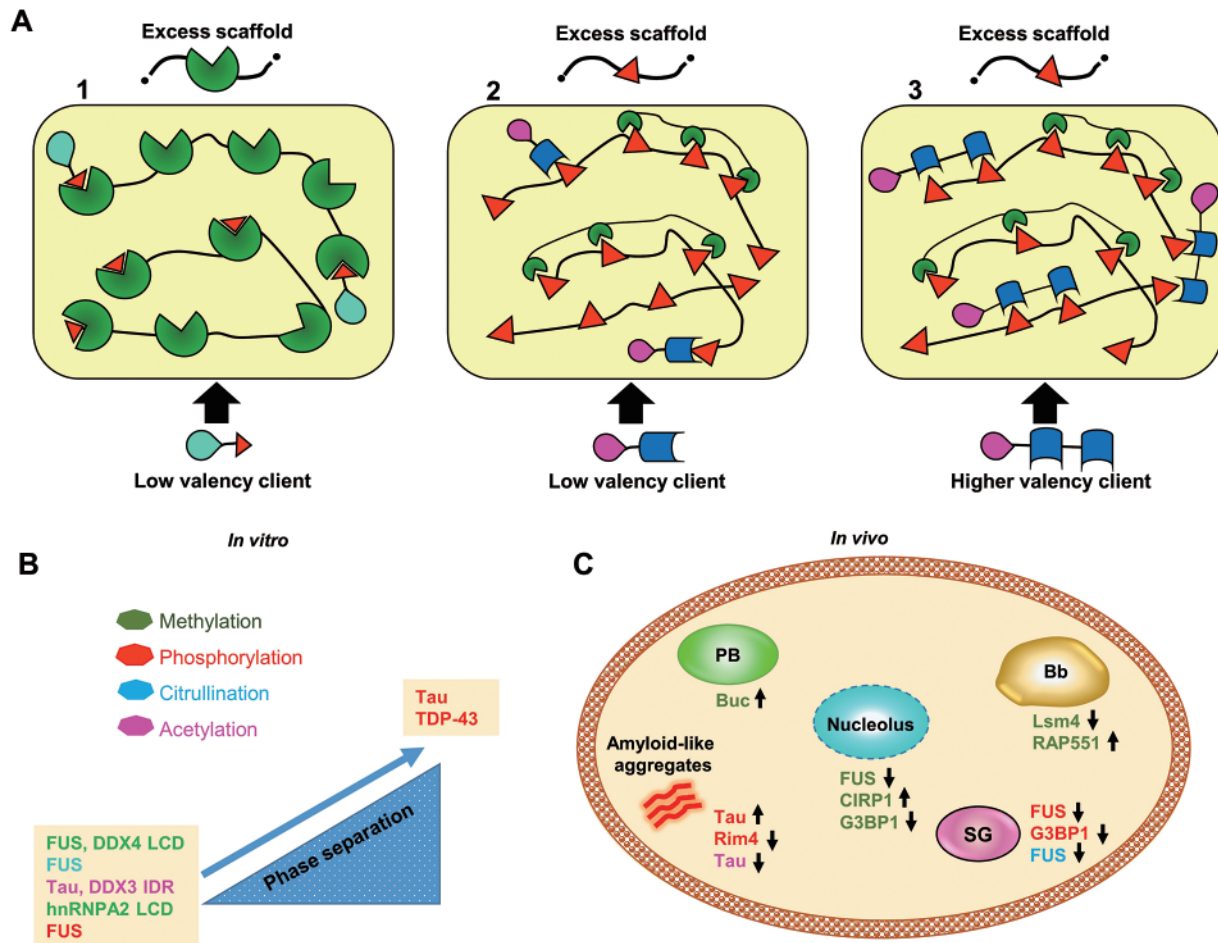 A
Excess scaffold
Excess scaffold
Excess scaffold
1
2
3
Low valency client
Low valency client
Higher valency client
In vitro
In vivo
B
C
Methylation
Phosphorylation
Citrullination
Acetylation
Tau
TDP-43
Phase separation
FUS, DDX4 LCD
FUS
Tau, DDX3 IDR
hnRNPA2 LCD
FUS
PB
Buc
Bb
Lsm4
RAP551
Nucleolus
FUS
CIRP1
G3BP1
Amyloid-like
aggregates
Tau
Rim4
Tau
SG
FUS
G3BP1
FUS